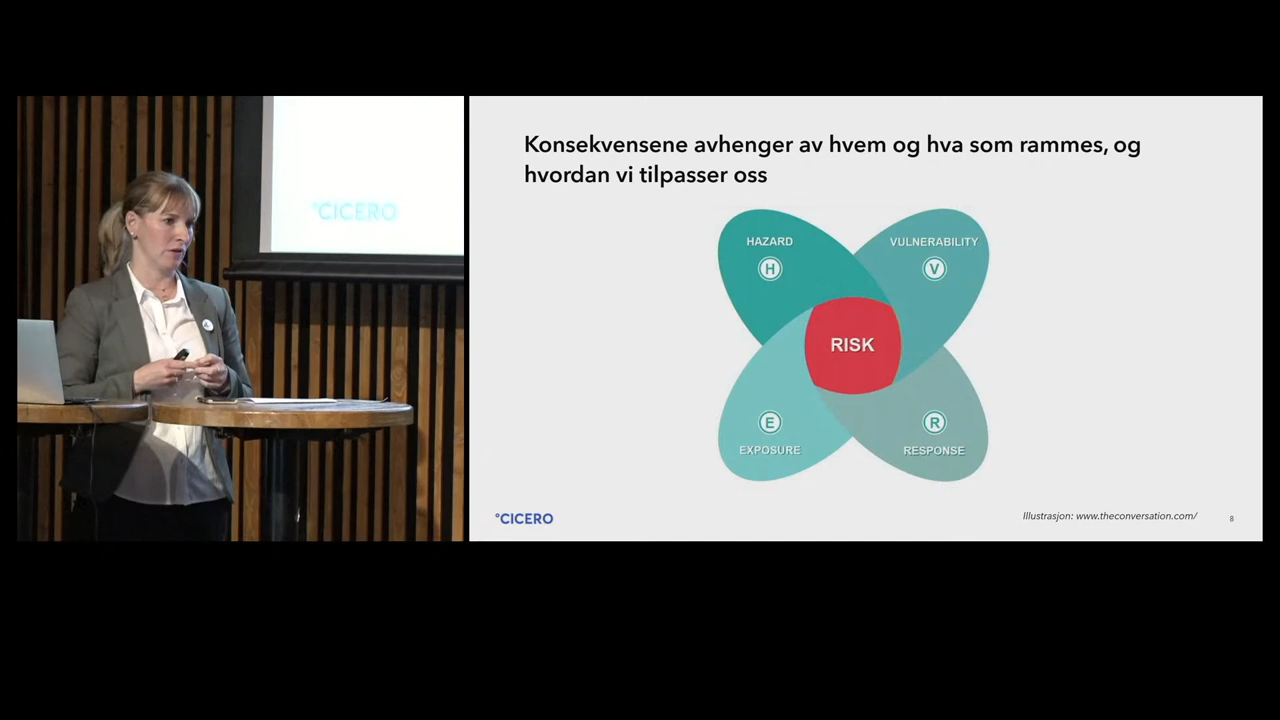 °CICERO
Konsekvensene avhenger av hvem og hva som rammes, og
hvordan vi tilpasser oss
HAZARD
H
VULNERABILITY
V
RISK
E
EXPOSURE
R
RESPONSE
°CICERO
Illustrasjon: www.theconversation.com/
8